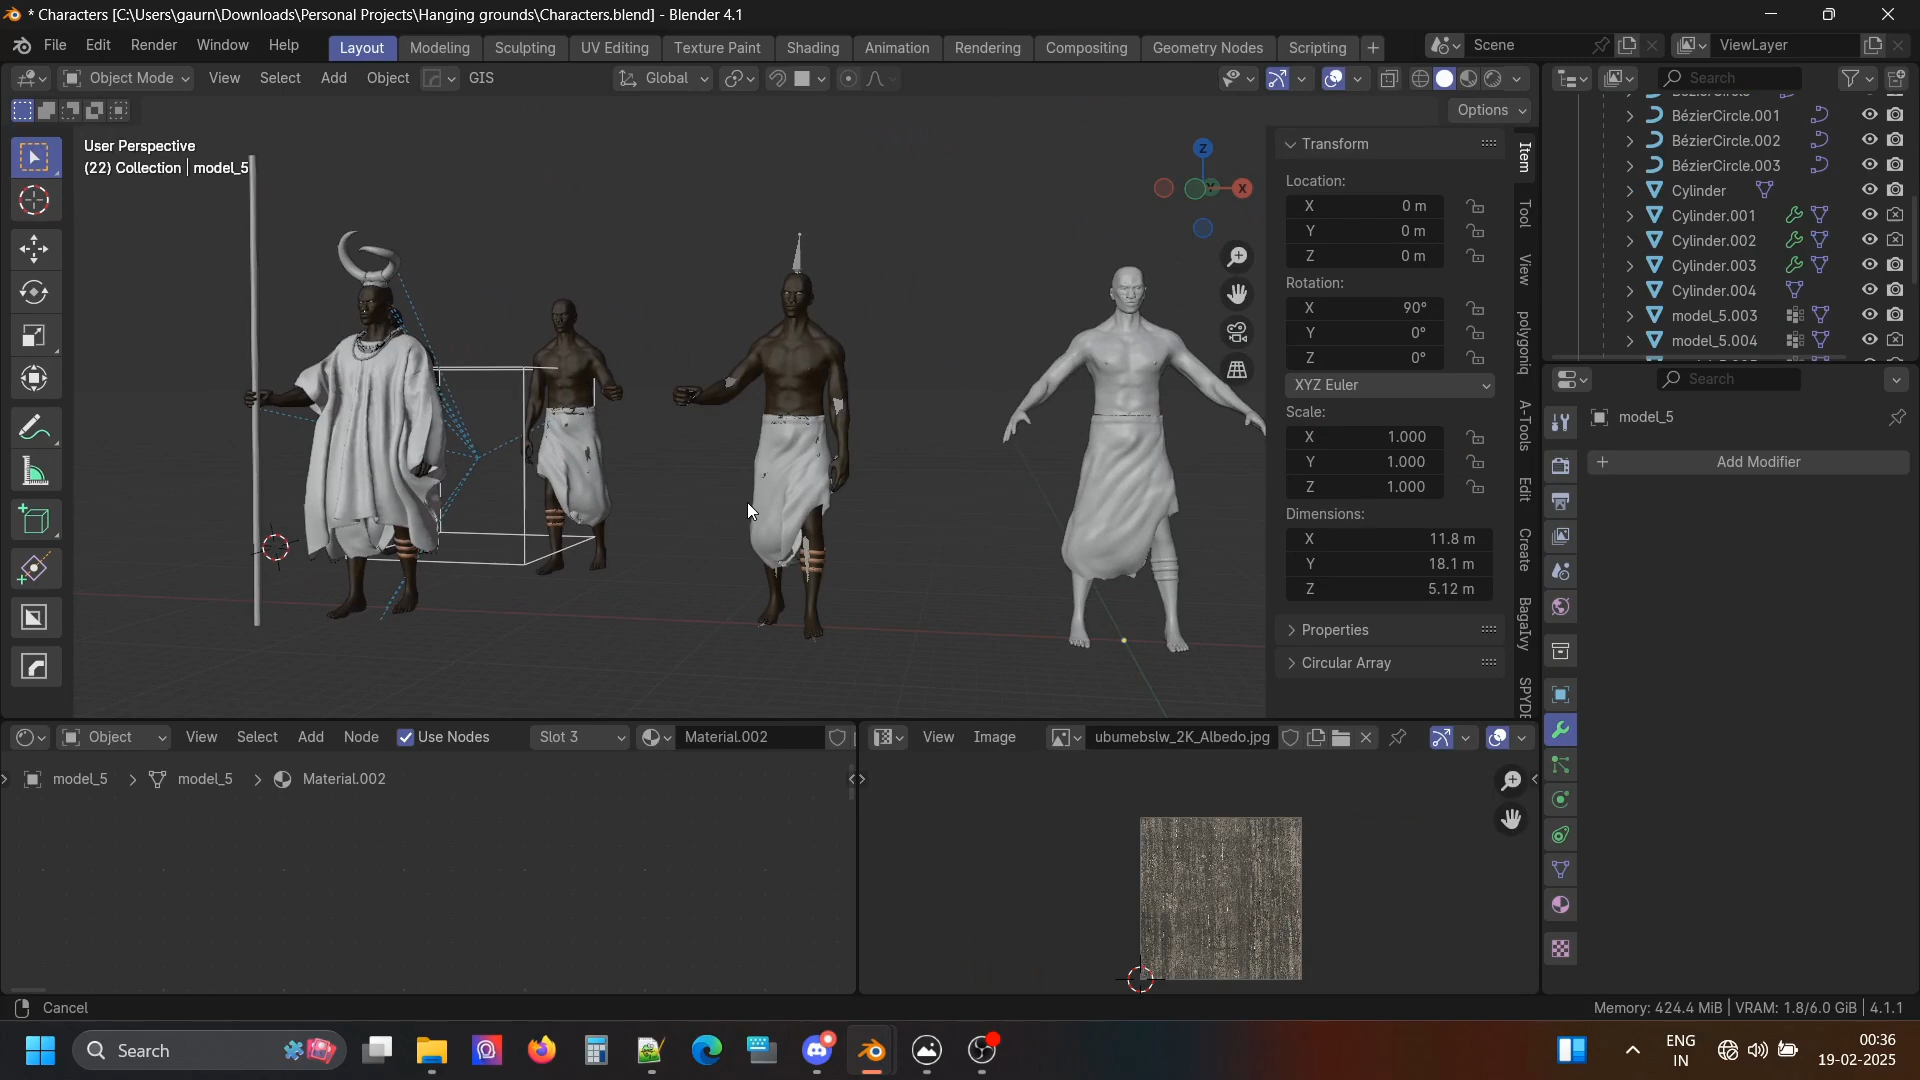 * Characters [C:\Users\gaurn\Downloads\Personal Projects\Hanging grounds\Characters.blend] - Blender 4.1
File Edit Render Window Help Layout Modeling Sculpting UV Editing Texture Paint Shading Animation Rendering Compositing Geometry Nodes Scripting + Scene ViewLayer
Object Mode View Select Add Object GIS Global Search
Options
User Perspective
(22) Collection | model_5
Z
X
Transform
Location:
X 0 m
Y 0 m
Z 0 m
Rotation:
X 90°
Y 0°
Z 0°
XYZ Euler
Scale:
X 1.000
Y 1.000
Z 1.000
Dimensions:
X 11.8 m
Y 18.1 m
Z 5.12 m
Properties
Circular Array
Item
Tool
View
polygoniq
A-Tools
Edit
Create
BagaIvy
SPYDE
BézierCircle.001
BézierCircle.002
BézierCircle.003
Cylinder
Cylinder.001
Cylinder.002
Cylinder.003
Cylinder.004
model_5.003
model_5.004
Search
model_5
+ Add Modifier
Object View Select Add Node Use Nodes Slot 3 Material.002
model_5 > model_5 > Material.002
View Image ubumebslw_2K_Albedo.jpg
Cancel
Memory: 424.4 MiB | VRAM: 1.8/6.0 GiB | 4.1.1
Search
ENG
IN
00:36
19-02-2025